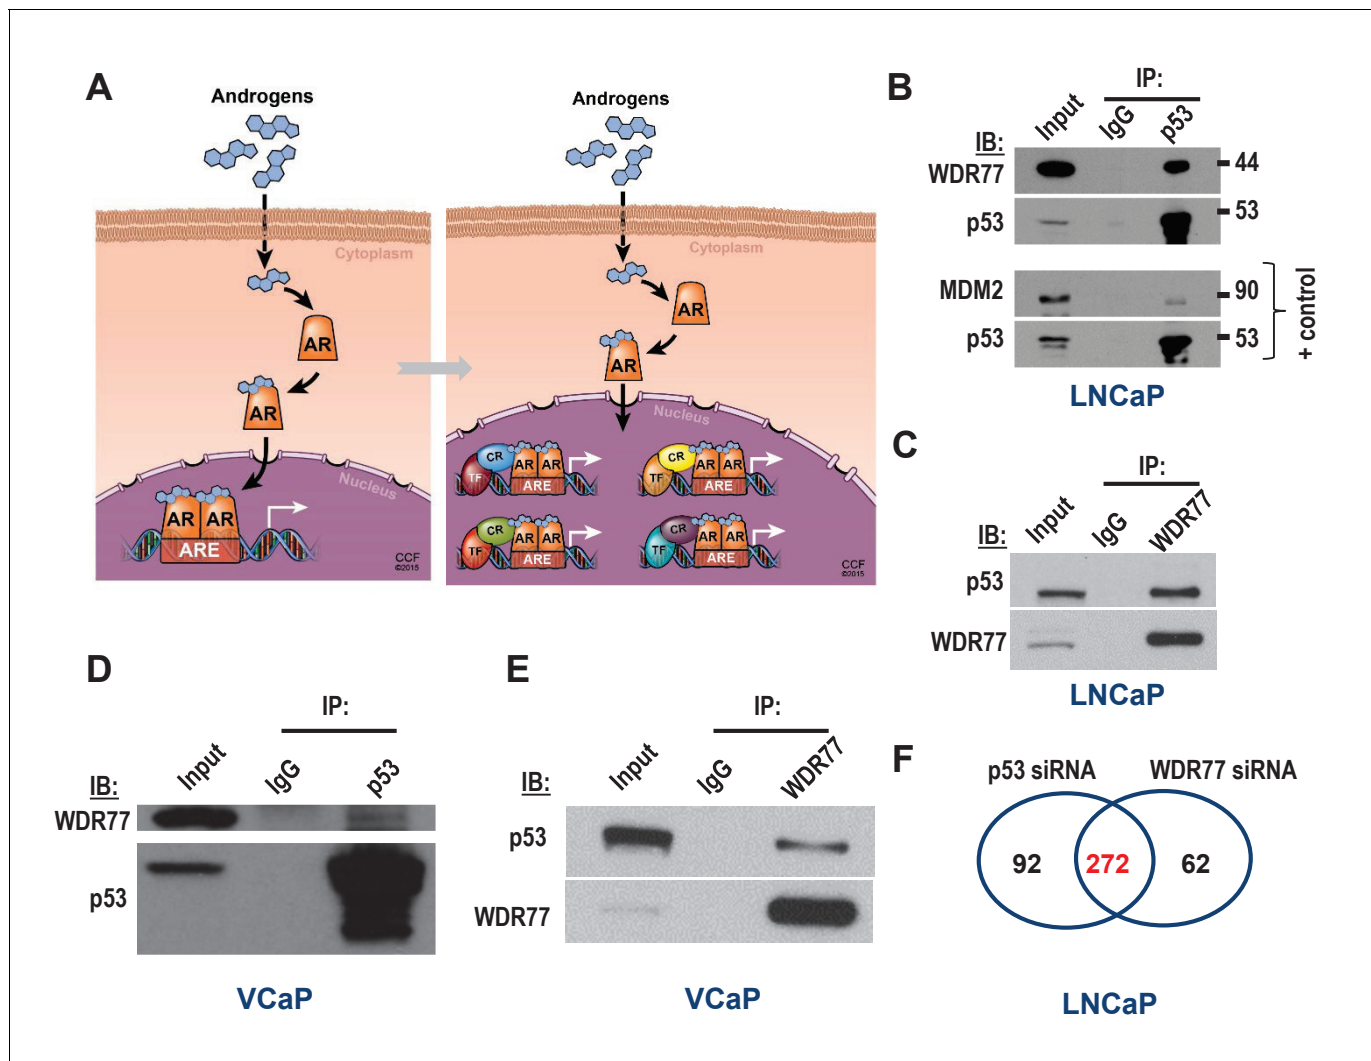 A
Androgens
Cytoplasm
AR
AR
Nucleus
AR AR
ARE
CCF
©2015
Androgens
Cytoplasm
AR
AR
Nucleus
CR
TF
AR AR
ARE
CR
TF
AR AR
ARE
CR
TF
AR AR
ARE
CR
TF
AR AR
ARE
CCF
©2015
B
IP:
Input IgG p53
IB:
WDR77 44
p53 53
MDM2 90
p53 53
+ control
LNCaP
C
IP:
Input IgG WDR77
IB:
p53
WDR77
LNCaP
D
IP:
Input IgG p53
IB:
WDR77
p53
VCaP
E
IP:
Input IgG WDR77
IB:
p53
WDR77
VCaP
F
p53 siRNA WDR77 siRNA
92 272 62
LNCaP